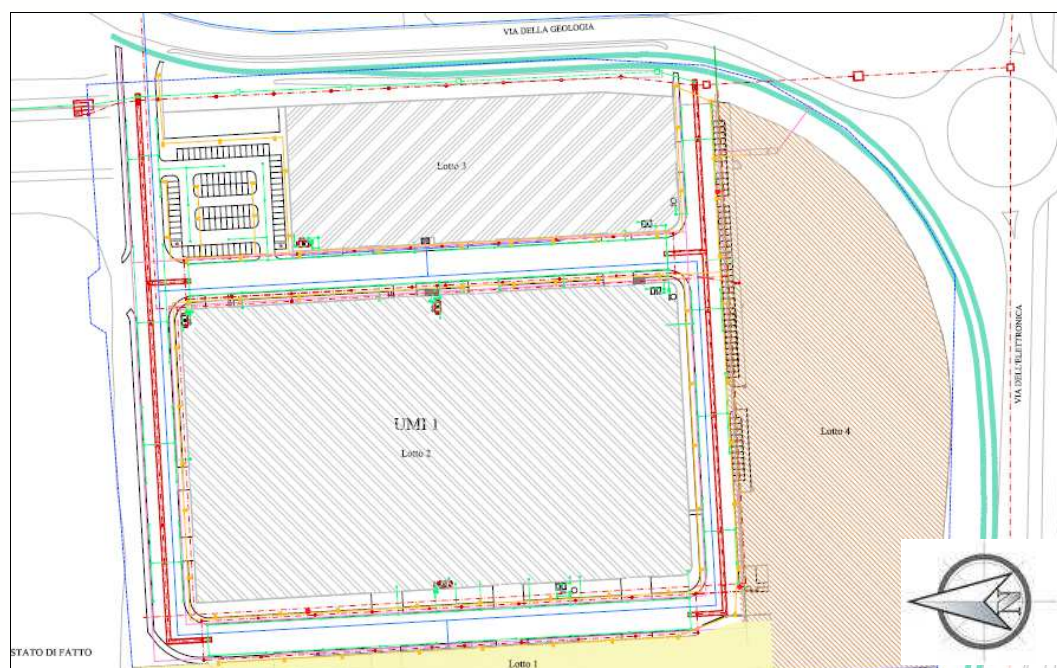 VIA DELLA GEOLOGIA
Lotto 3
VIA DELL'ELETTRONICA
UMI 1
Lotto 2
Lotto 4
N
STATO DI FATTO
Lotto 1